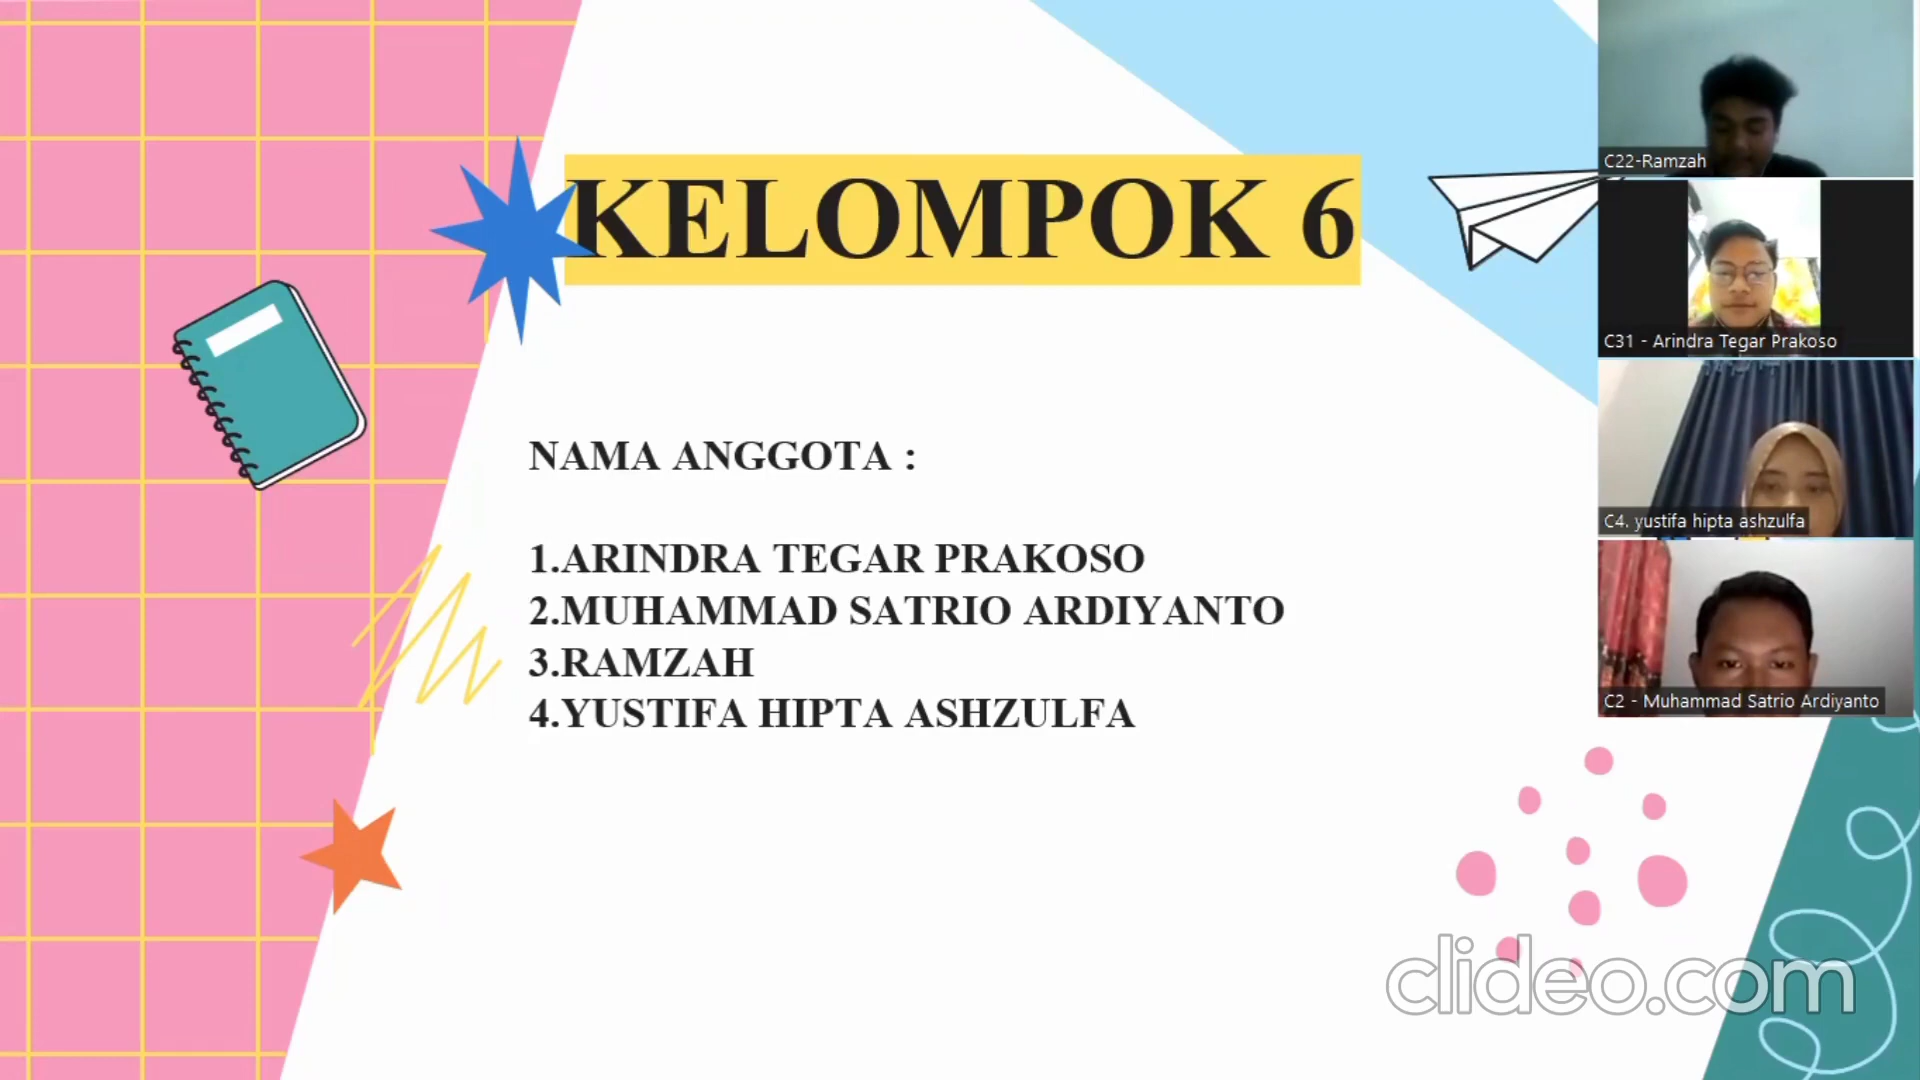 KELOMPOK 6
NAMA ANGGOTA :
1.ARINDRA TEGAR PRAKOSO
2.MUHAMMAD SATRIO ARDIYANTO
3.RAMZAH
4.YUSTIFA HIPTA ASHZULFA
C22-Ramzah
C31 - Arindra Tegar Prakoso
C4. yustifa hipta ashzulfa
C2 - Muhammad Satrio Ardiyanto
clideo.com